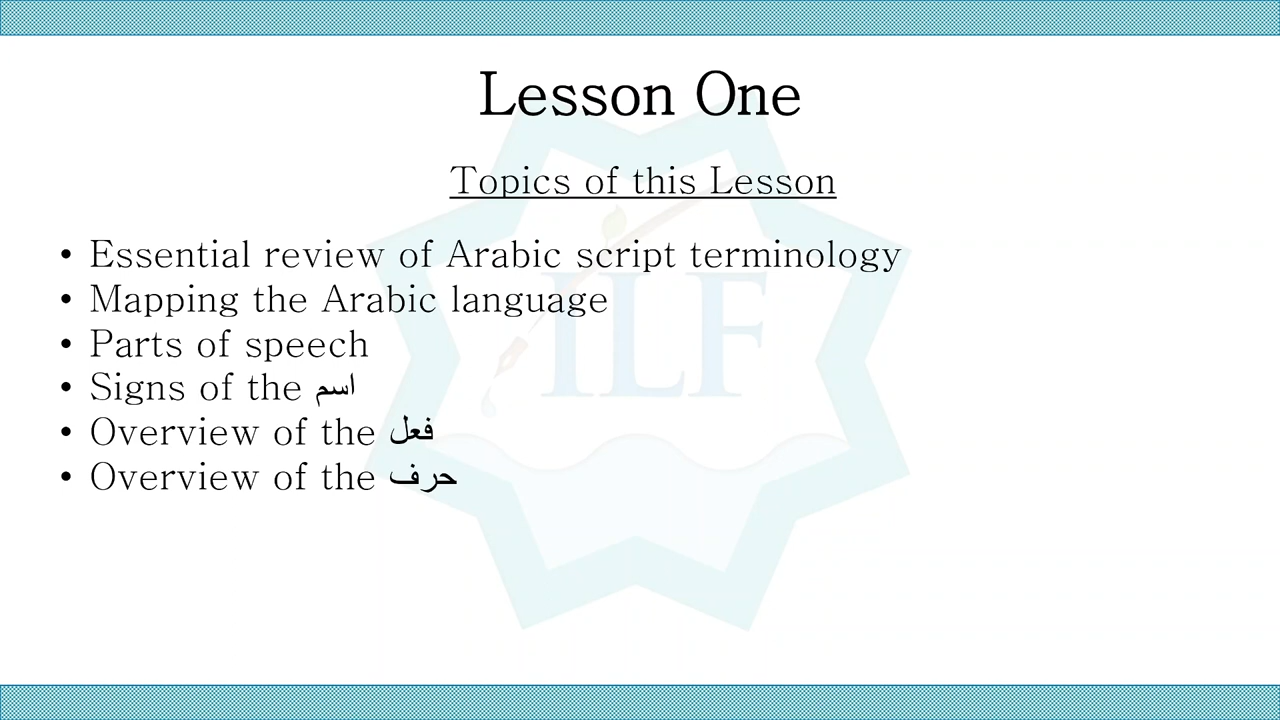 Lesson One
Topics of this Lesson
• Essential review of Arabic script terminology
• Mapping the Arabic language
• Parts of speech
• Signs of the اسم
• Overview of the فعل
• Overview of the حرف
ILF